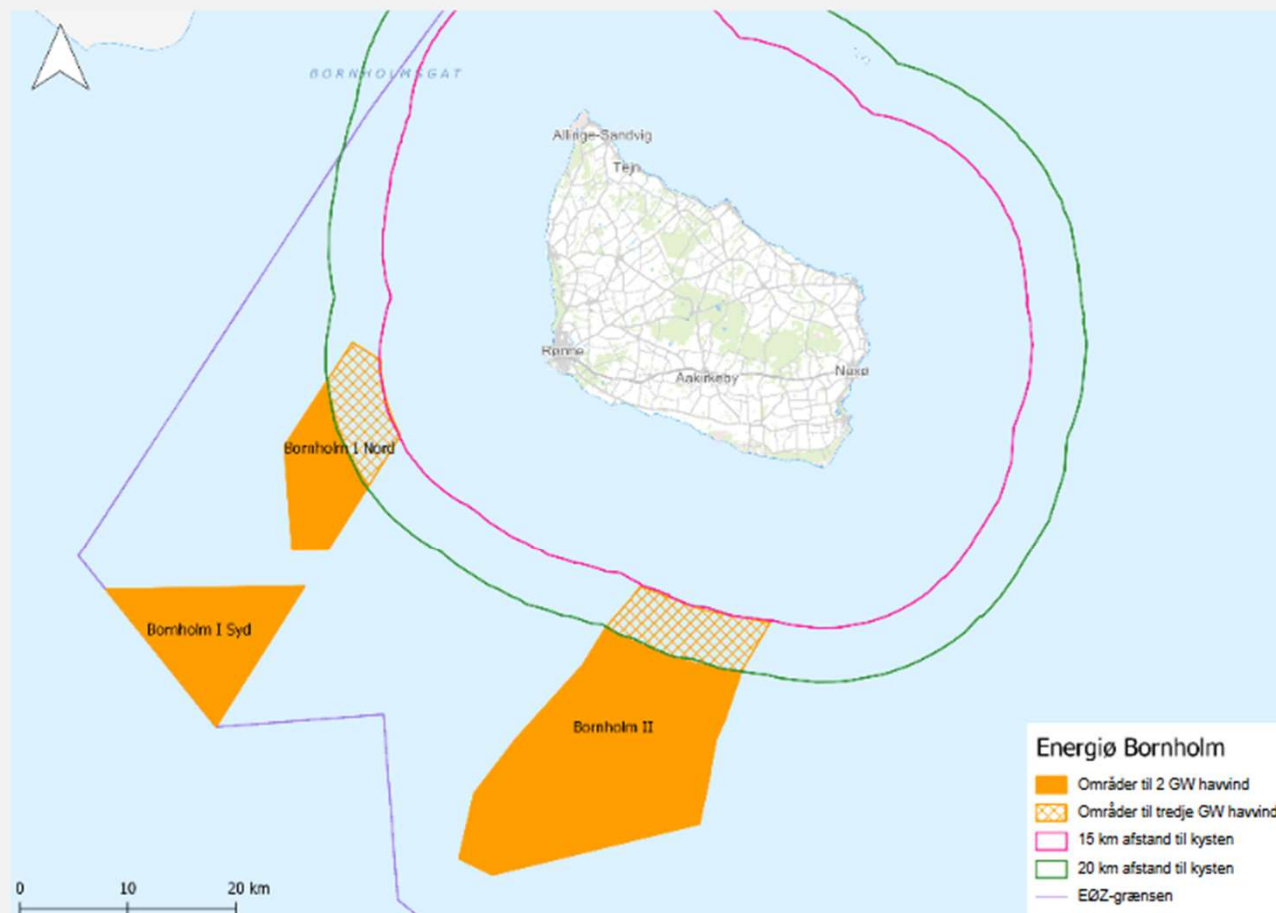 BORNHOLMSGAT
Allinge-Sandvig
Tejn
Rønne
Aakirkeby
Nexø
Bornholm I Nord
Bornholm I Syd
Bornholm II
Energiø Bornholm
Områder til 2 GW havvind
Områder til tredje GW havvind
15 km afstand til kysten
20 km afstand til kysten
EØZ-grænsen
0 10 20 km